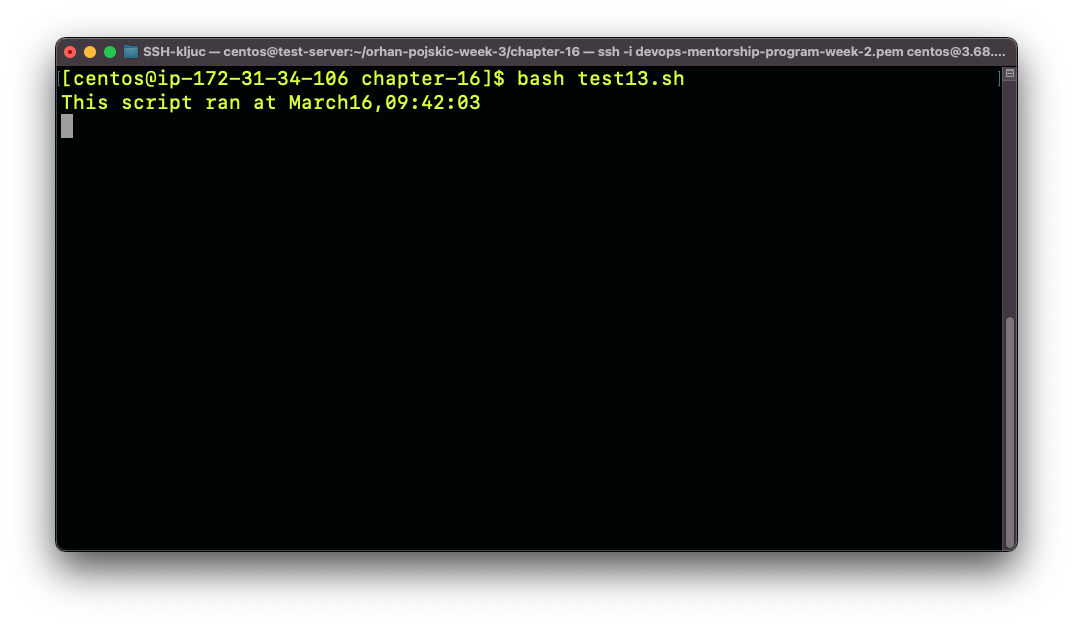 SSH-kljuc — centos@test-server:~/orhan-pojskic-week-3/chapter-16 — ssh -i devops-mentorship-program-week-2.pem centos@3.68....
[[centos@ip-172-31-34-106 chapter-16]$ bash test13.sh ]
This script ran at March16,09:42:03